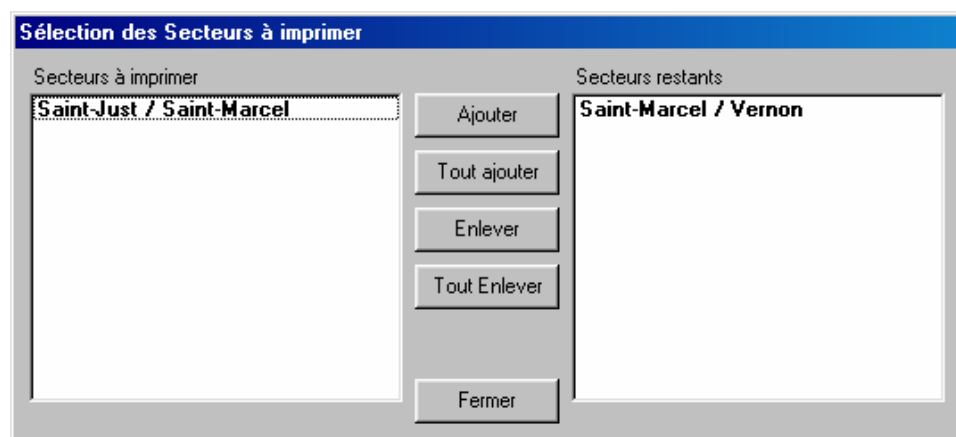 Sélection des Secteurs à imprimer
Secteurs à imprimer
Secteurs restants
Saint-Just / Saint-Marcel
Saint-Marcel / Vernon
Ajouter
Tout ajouter
Enlever
Tout Enlever
Fermer